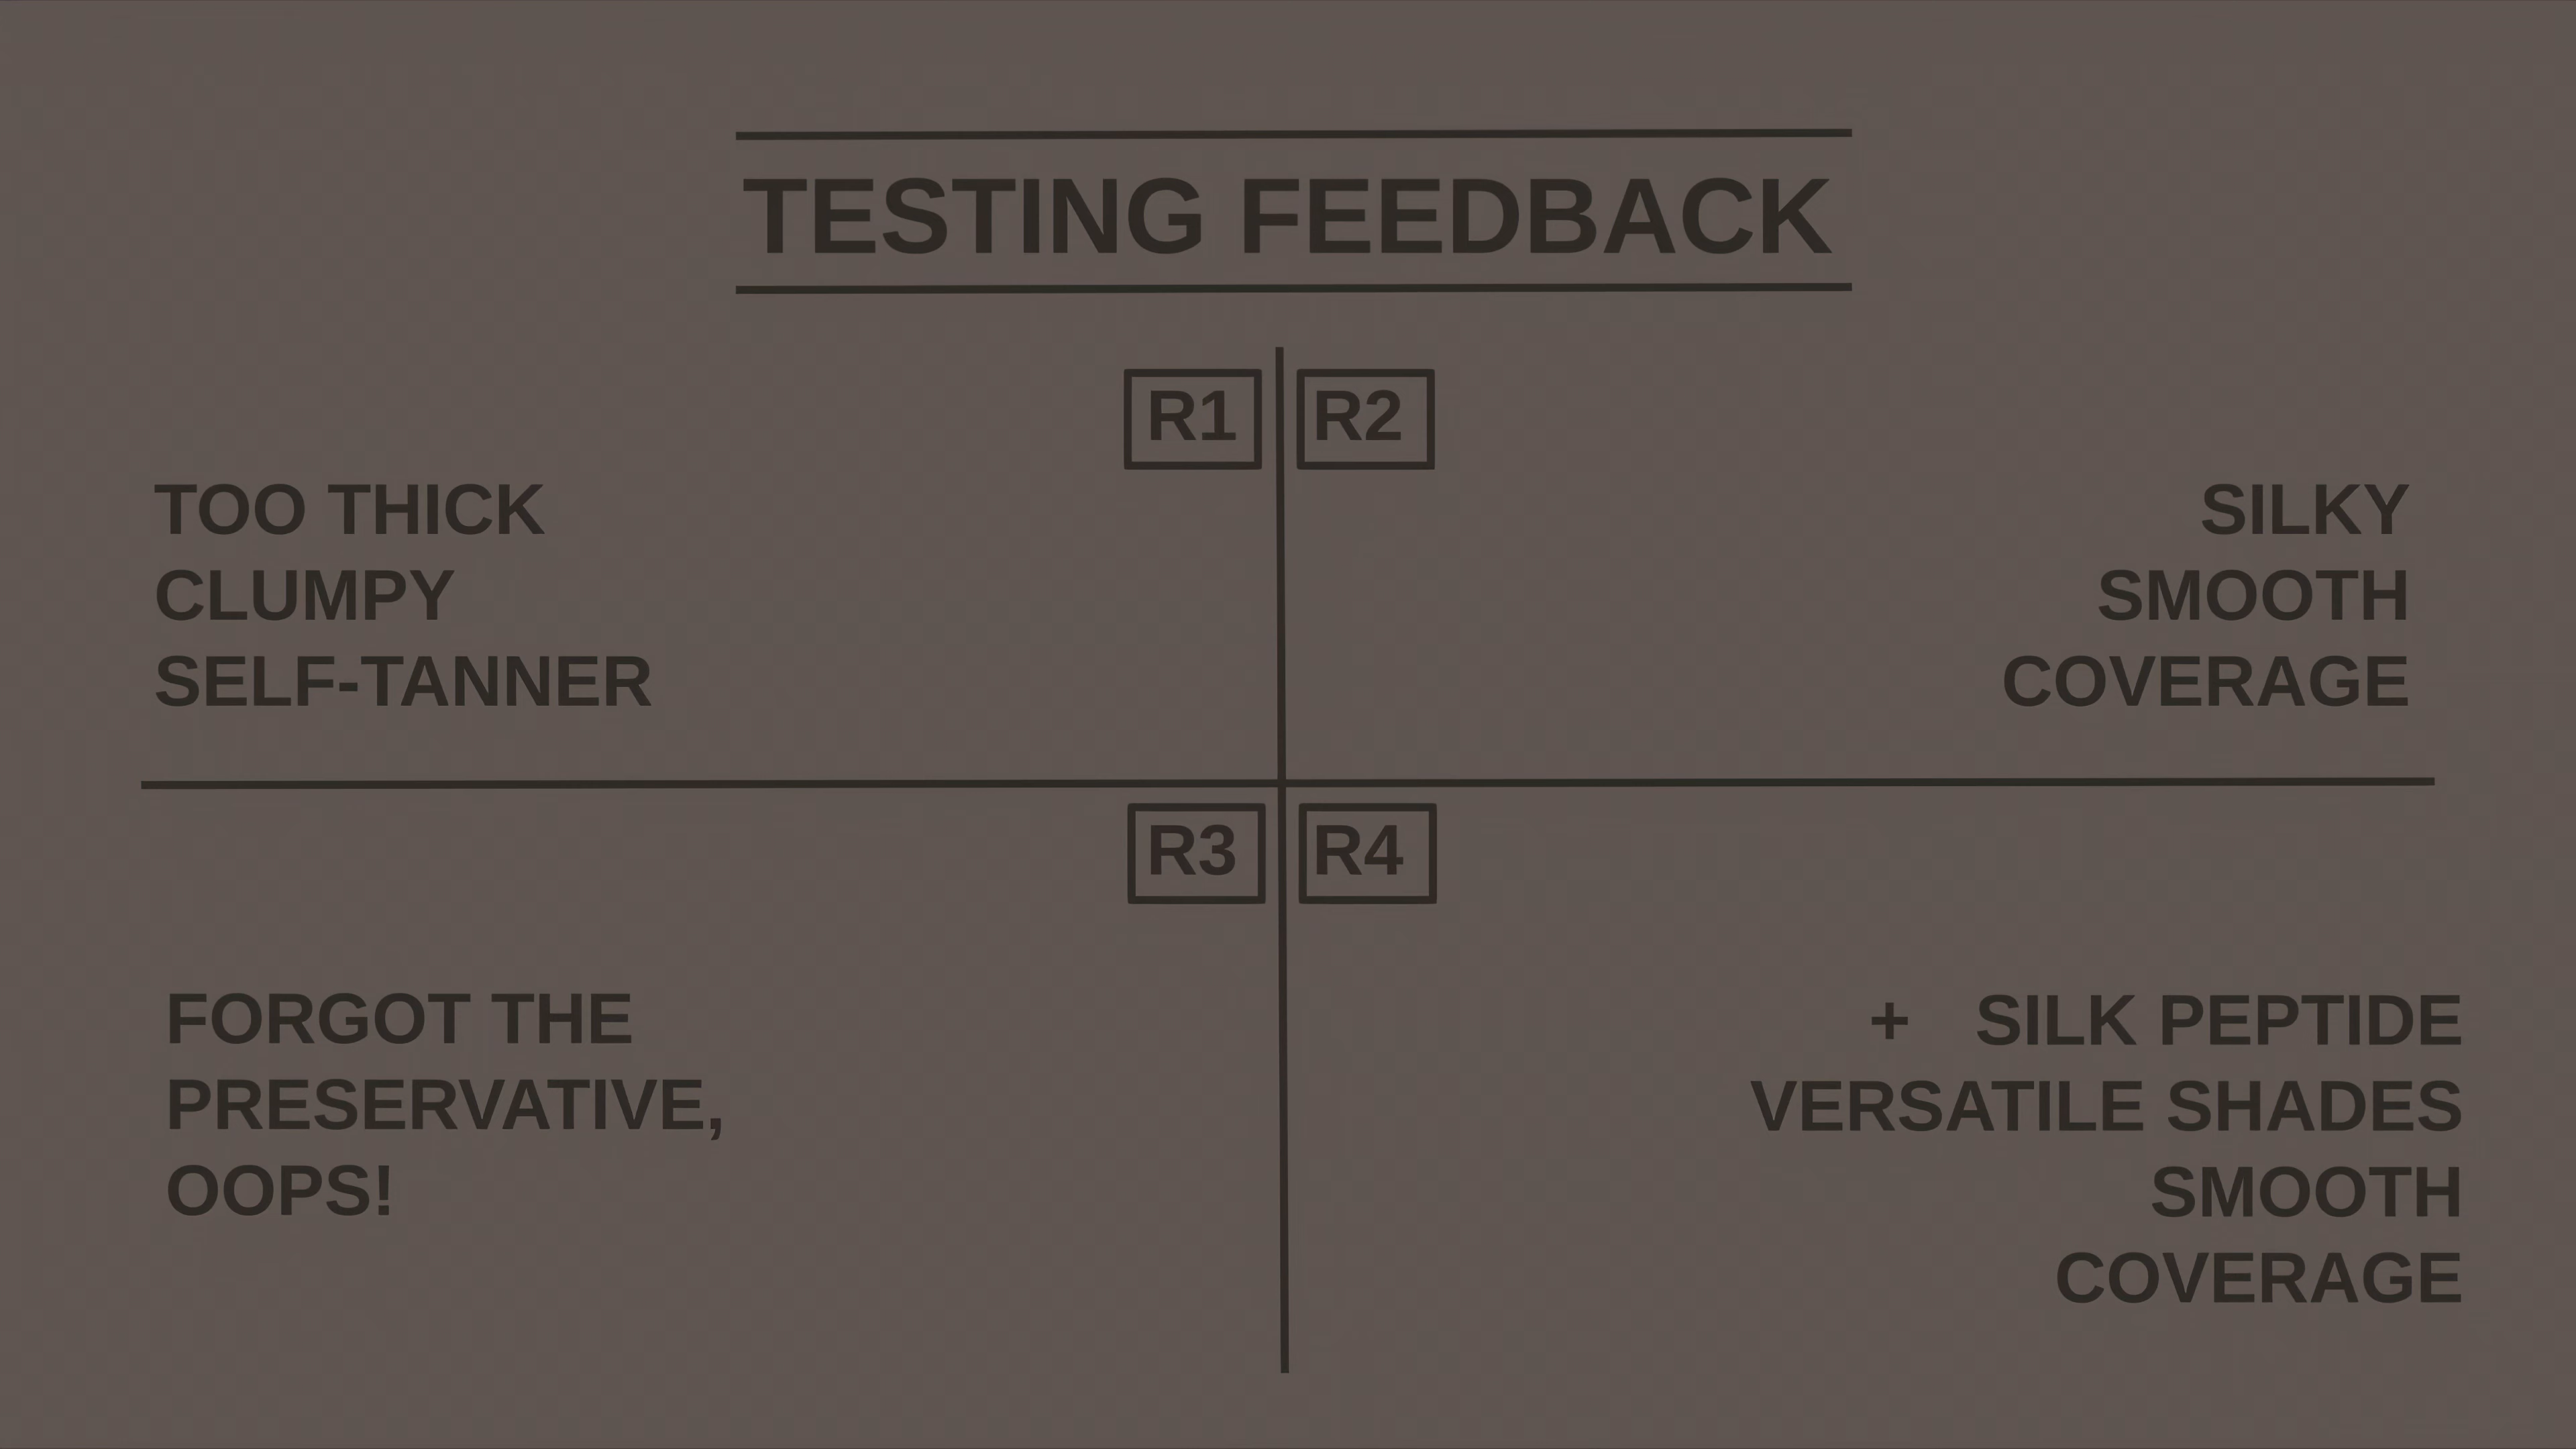 TESTING FEEDBACK
R1
TOO THICK
CLUMPY
SELF-TANNER
R2
SILKY
SMOOTH
COVERAGE
R3
FORGOT THE
PRESERVATIVE,
OOPS!
R4
+ SILK PEPTIDE
VERSATILE SHADES
SMOOTH
COVERAGE